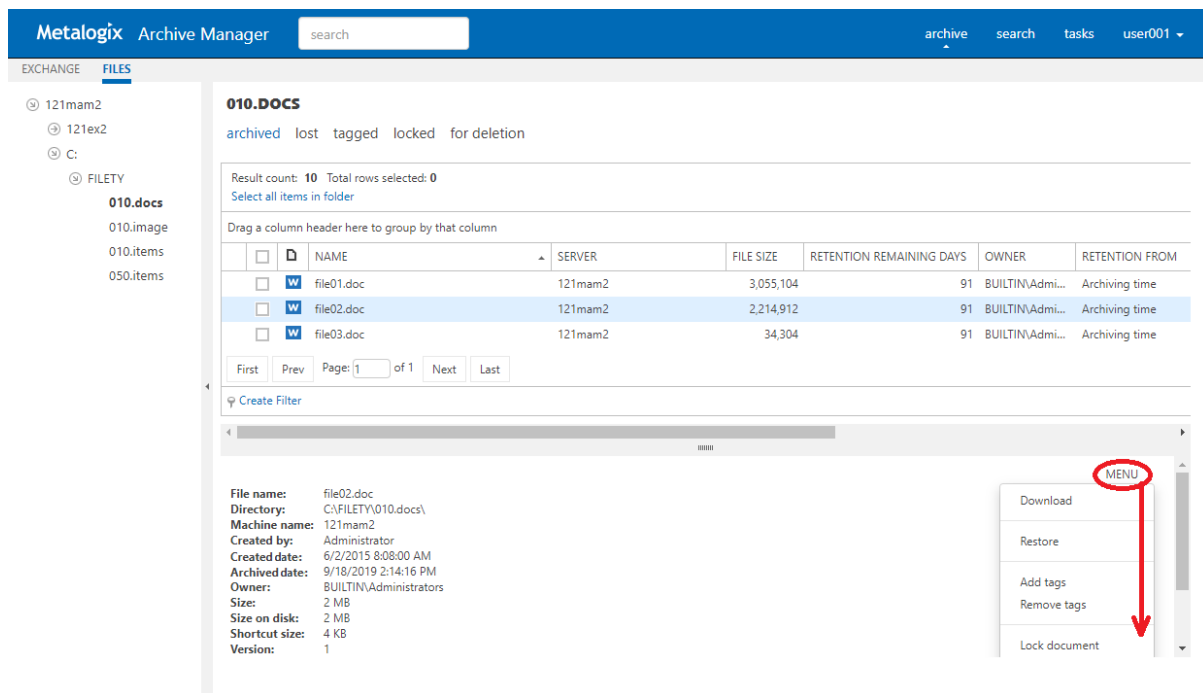 Metalogix Archive Manager search archive search tasks user001
EXCHANGE FILES
121mam2
121ex2
C:
FILETY
010.docs
010.image
010.items
050.items
010.DOCS
archived lost tagged locked for deletion
Result count: 10 Total rows selected: 0
Select all items in folder
Drag a column header here to group by that column
NAME SERVER FILE SIZE RETENTION REMAINING DAYS OWNER RETENTION FROM
file01.doc 121mam2 3,055,104 91 BUILTIN\Admi... Archiving time
file02.doc 121mam2 2,214,912 91 BUILTIN\Admi... Archiving time
file03.doc 121mam2 34,304 91 BUILTIN\Admi... Archiving time
First Prev Page: 1 of 1 Next Last
Create Filter
File name: file02.doc
Directory: C:\FILETY\010.docs\
Machine name: 121mam2
Created by: Administrator
Created date: 6/2/2015 8:08:00 AM
Archived date: 9/18/2019 2:14:16 PM
Owner: BUILTIN\Administrators
Size: 2 MB
Size on disk: 2 MB
Shortcut size: 4 KB
Version: 1
MENU
Download
Restore
Add tags
Remove tags
Lock document